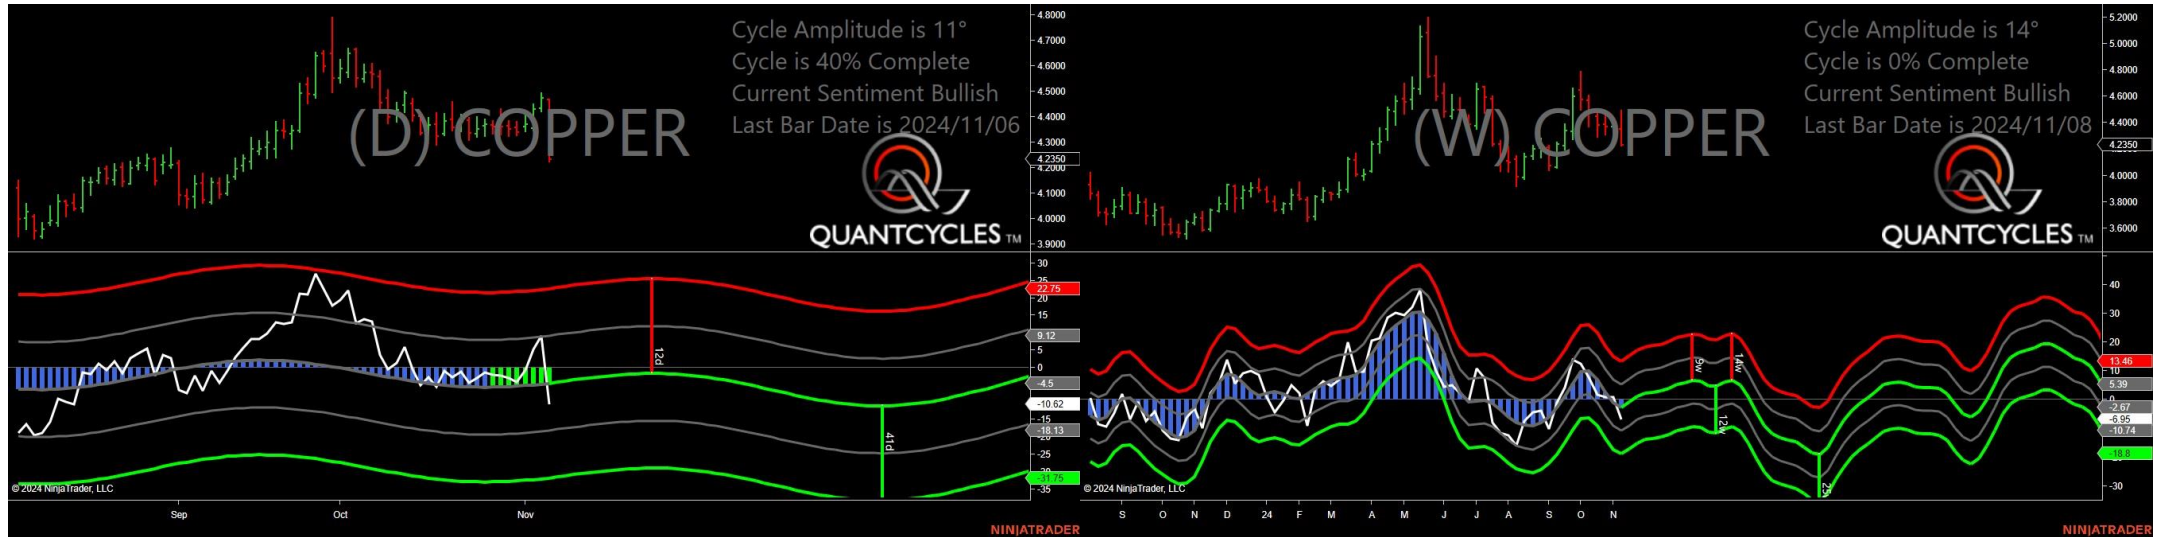 Cycle Amplitude is 11°
Cycle is 40% Complete
Current Sentiment Bullish
Last Bar Date is 2024/11/06
(D) COPPER
QUANTCYCLES TM
4.8000
4.7000
4.6000
4.5000
4.4000
4.3000
4.2350
4.2000
4.1000
4.0000
3.9000
30
25
22.75
20
15
9.12
5
0
-4.5
-10.62
-15
-18.13
-25
-31.75
-35
12d
41d
© 2024 NinjaTrader, LLC
Sep Oct Nov
NINJATRADER
Cycle Amplitude is 14°
Cycle is 0% Complete
Current Sentiment Bullish
Last Bar Date is 2024/11/08
(W) COPPER
QUANTCYCLES TM
5.2000
5.0000
4.8000
4.6000
4.4000
4.2350
4.0000
3.8000
3.6000
40
30
20
13.46
10
5.39
0
-2.67
-6.95
-10.74
-18.8
-30
9w
14w
12w
© 2024 NinjaTrader, LLC
S O N D 24 F M A M J J A S O N
NINJATRADER